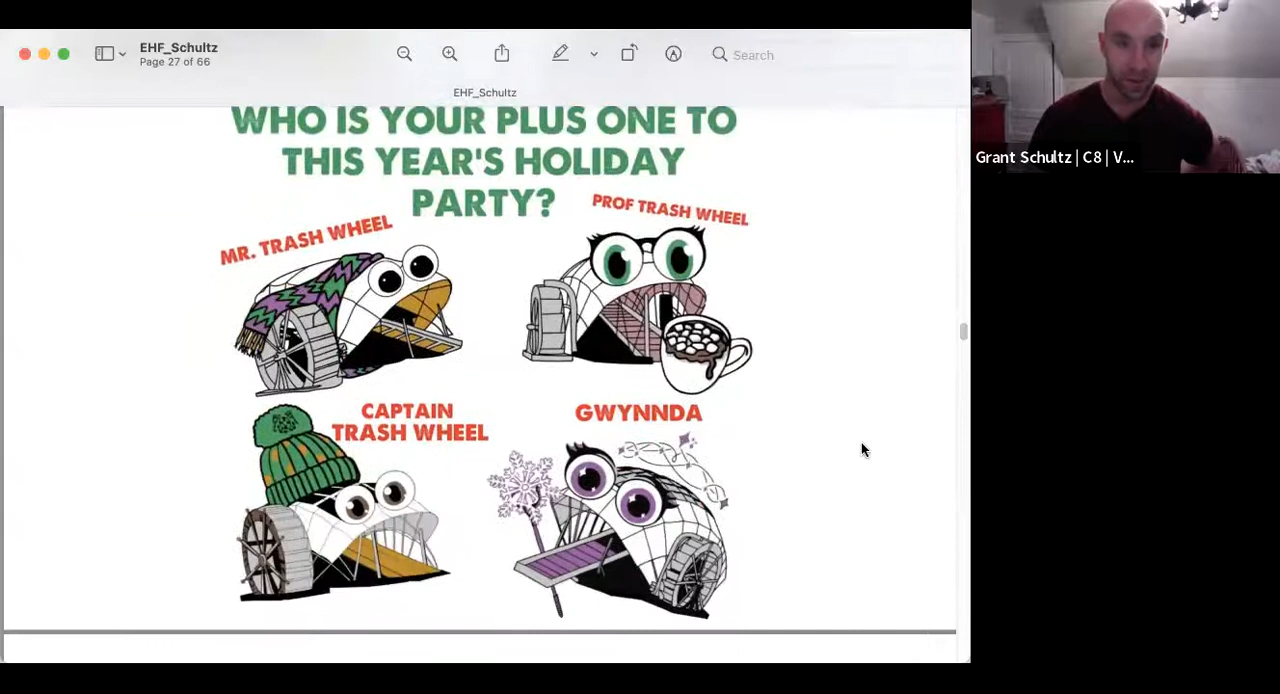 EHF_Schultz
Page 27 of 66
Search
EHF_Schultz
WHO IS YOUR PLUS ONE TO
THIS YEAR'S HOLIDAY
PARTY?
MR. TRASH WHEEL
PROF TRASH WHEEL
CAPTAIN
TRASH WHEEL
GWYNNDA
Grant Schultz | C8 | V...